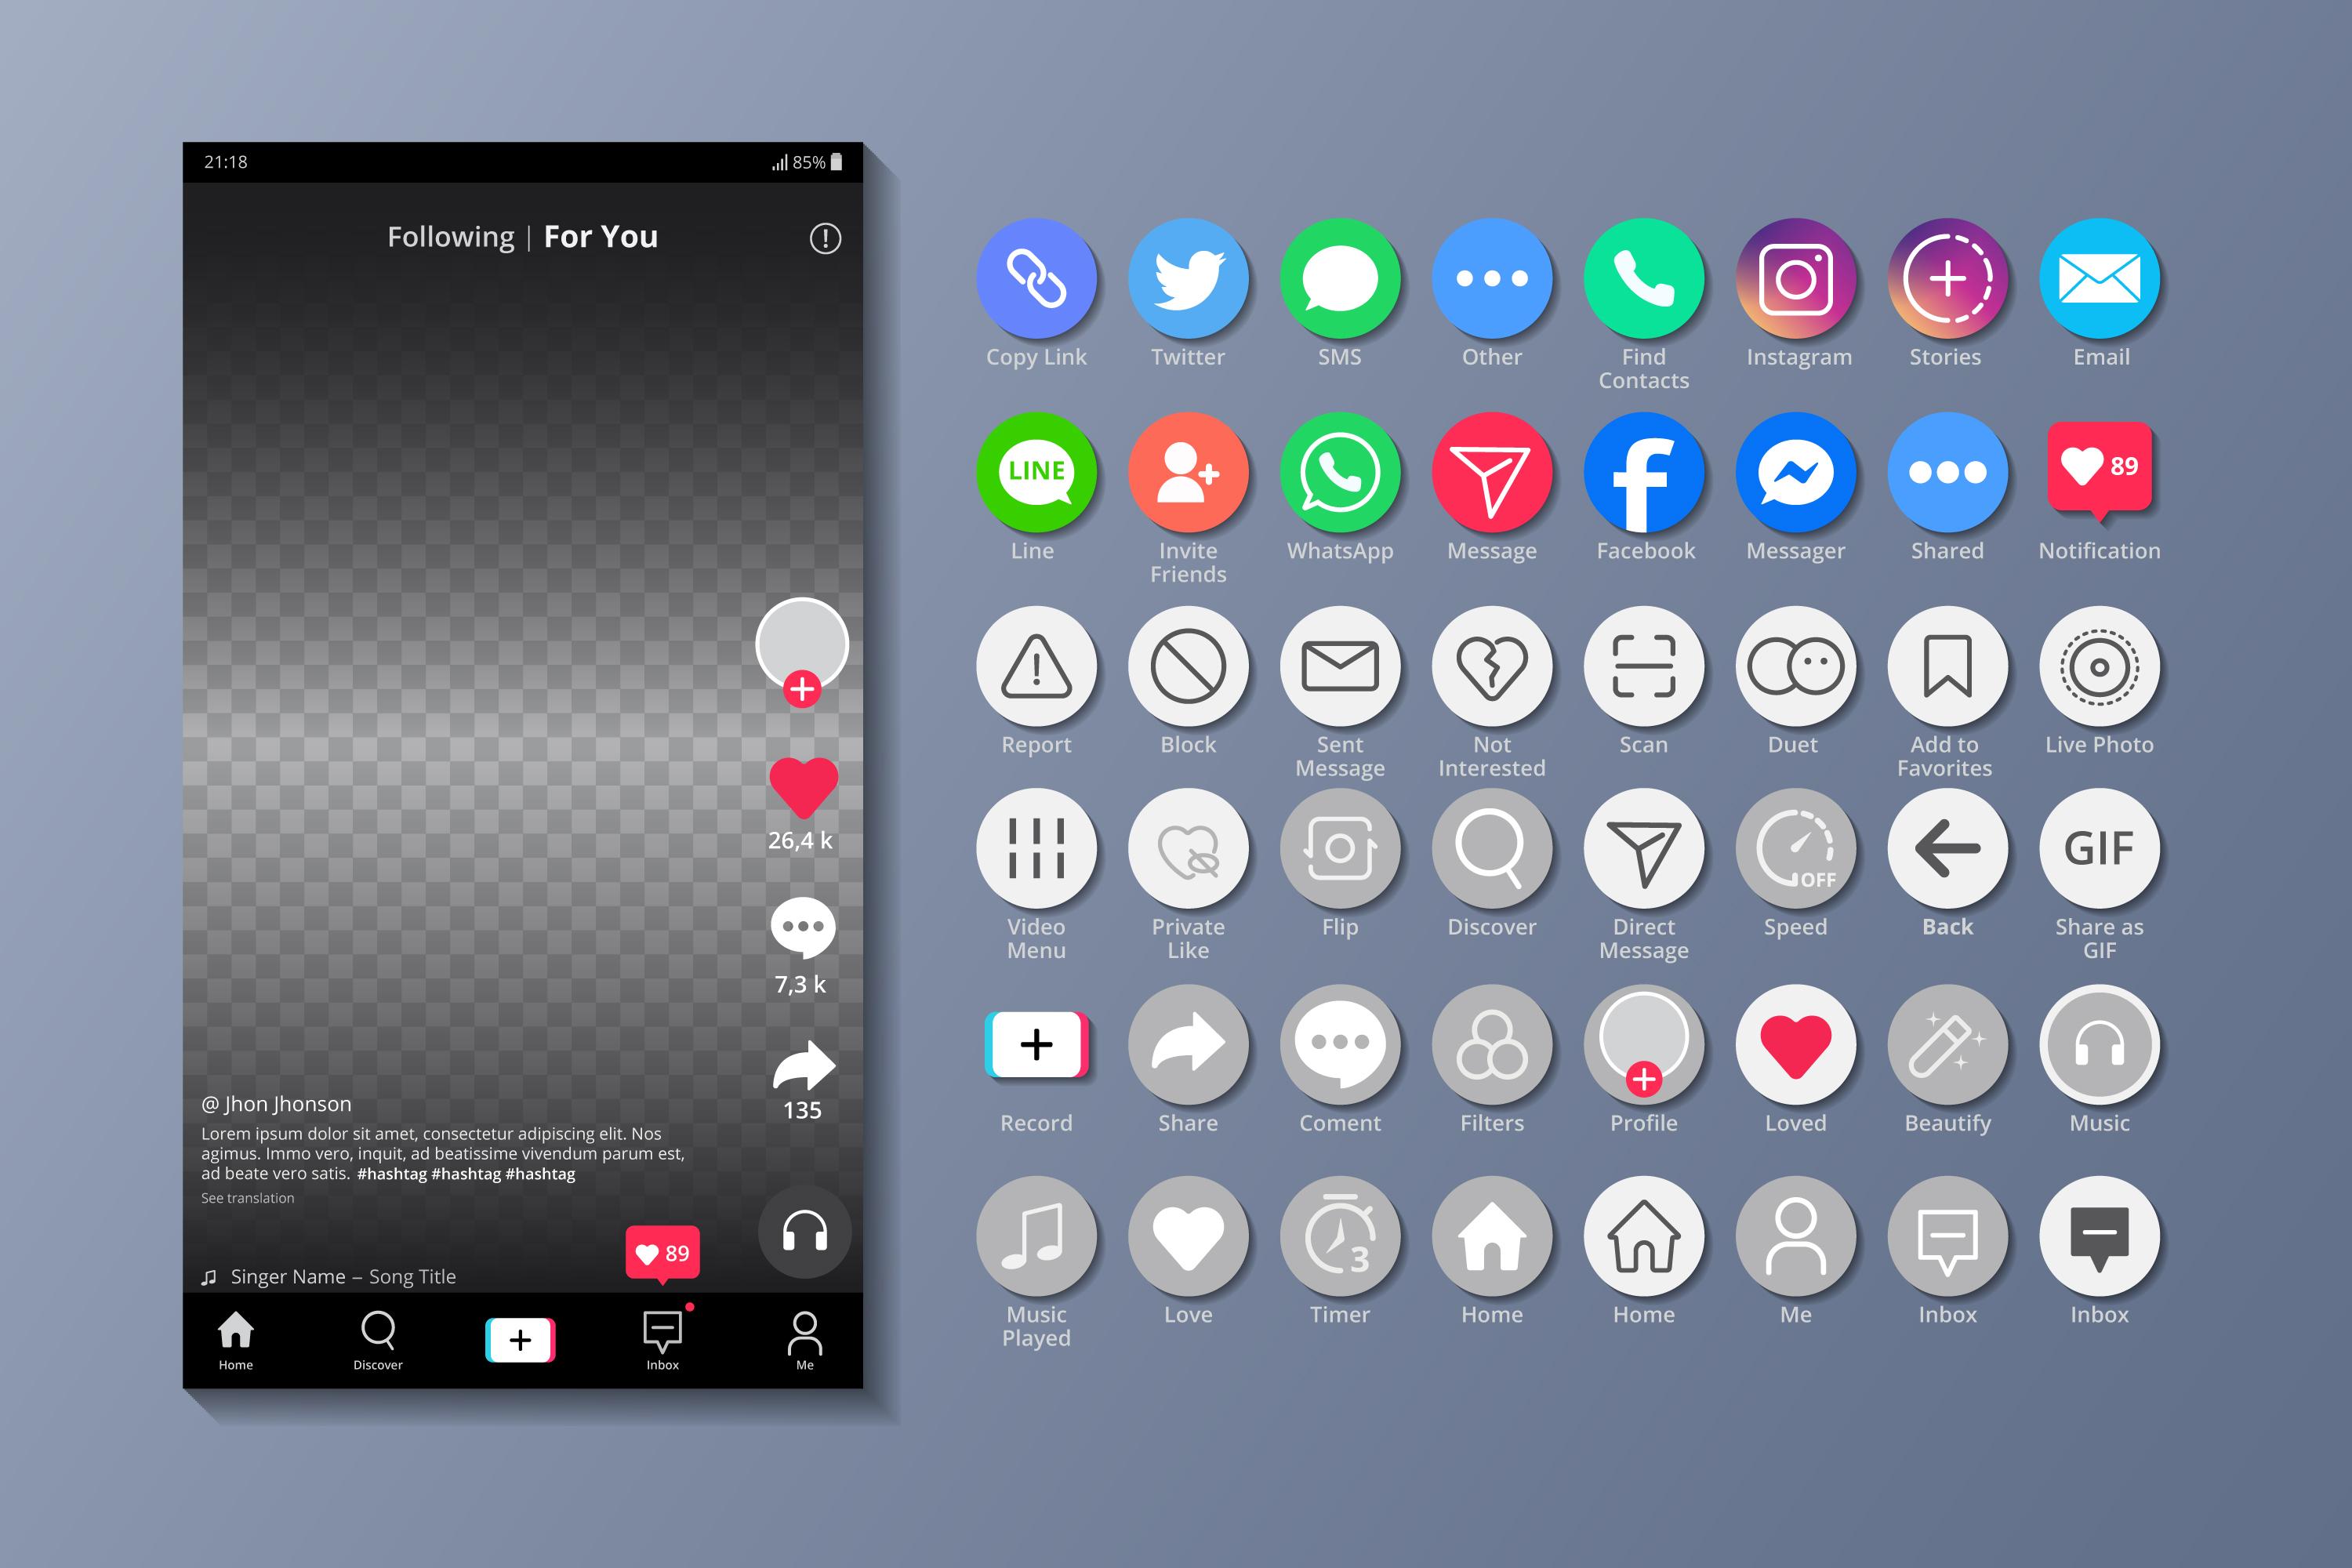 21:18
85%
Following | For You
26,4 k
7,3 k
135
@ Jhon Jhonson
Lorem ipsum dolor sit amet, consectetur adipiscing elit. Nos
agimus. Immo vero, inquit, ad beatissime vivendum parum est,
ad beate vero satis. #hashtag #hashtag #hashtag
See translation
89
Singer Name – Song Title
Home
Discover
Inbox
Me
Copy Link
Twitter
SMS
Other
Find
Contacts
Instagram
Stories
Email
LINE
Line
Invite
Friends
WhatsApp
Message
Facebook
Messager
Shared
89
Notification
Report
Block
Sent
Message
Not
Interested
Scan
Duet
Add to
Favorites
Live Photo
Video
Menu
Private
Like
Flip
Discover
Direct
Message
OFF
Speed
Back
GIF
Share as
GIF
Record
Share
Coment
Filters
Profile
Loved
Beautify
Music
Music
Played
Love
3
Timer
Home
Home
Me
Inbox
Inbox